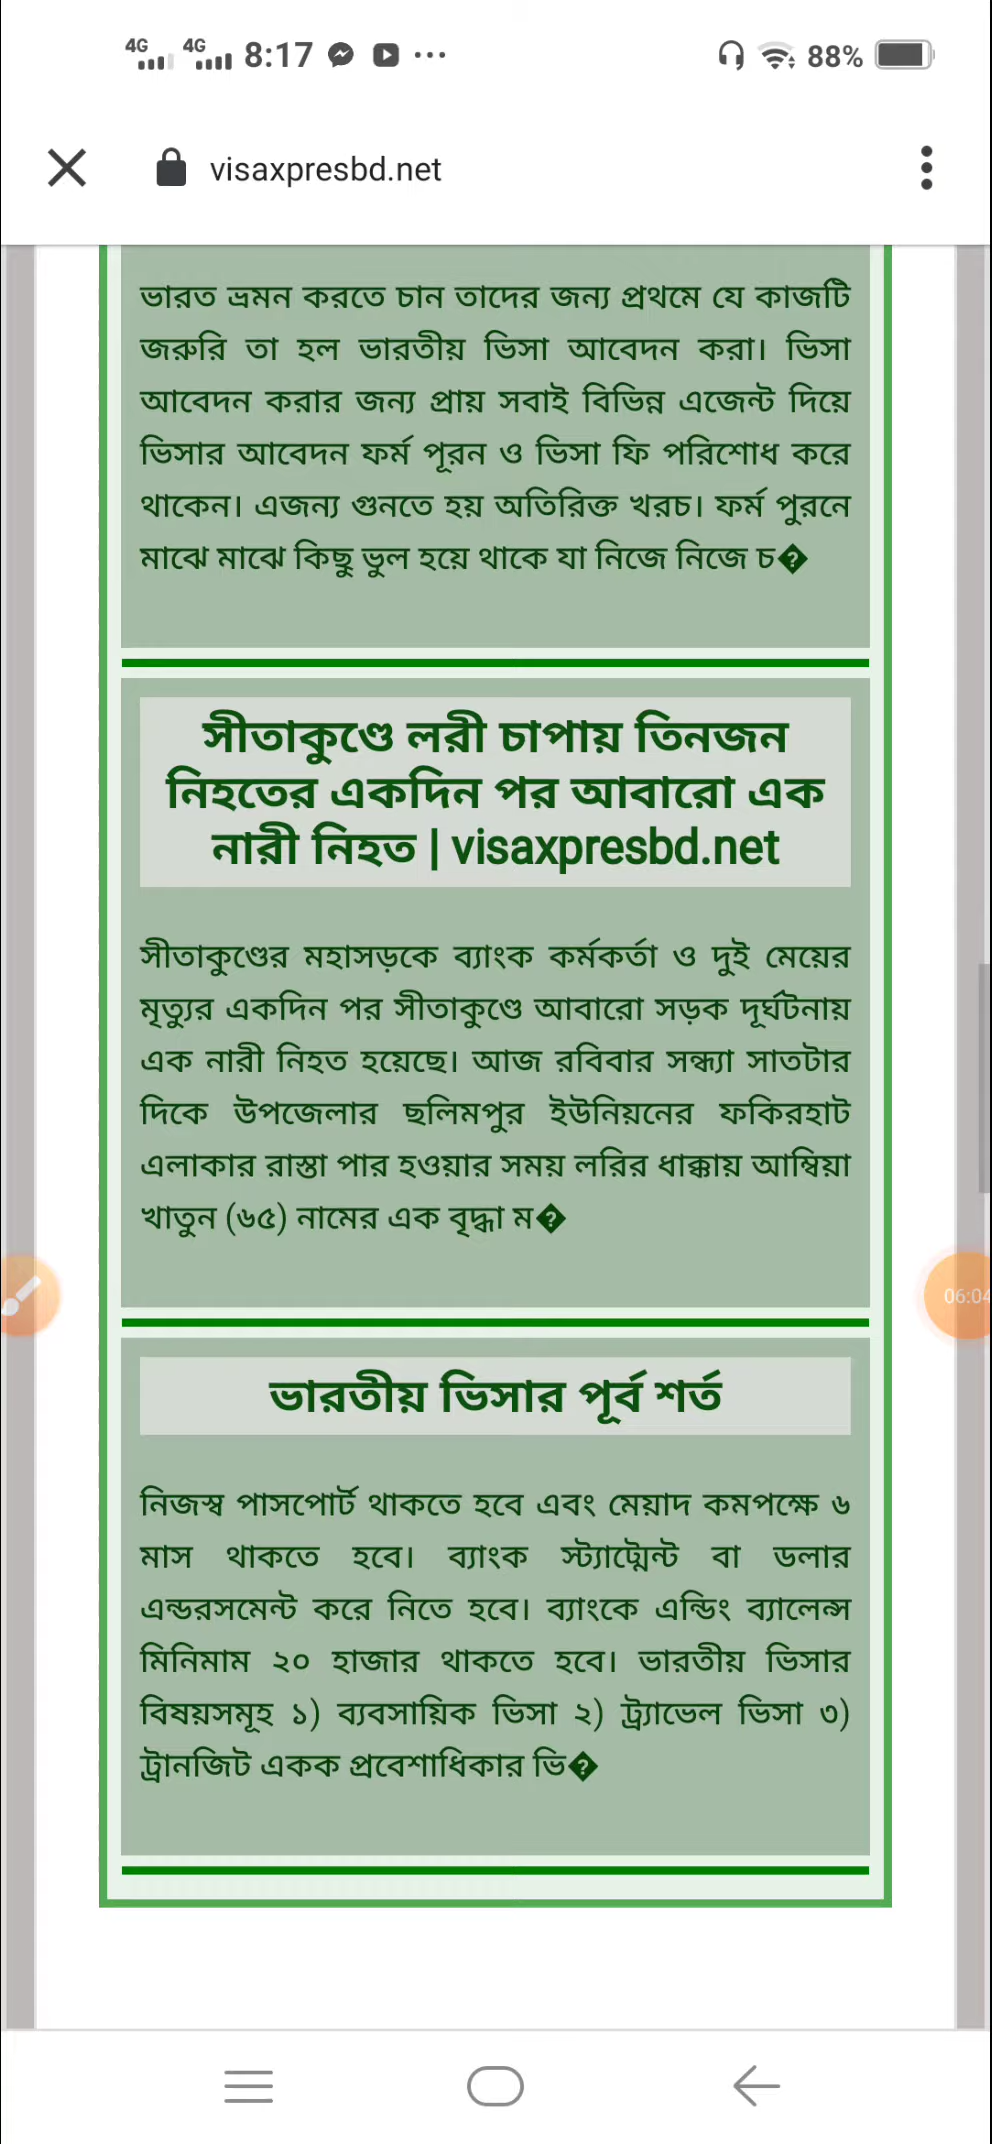 4G 4G 8:17 ... 88%
visaxpresbd.net
ভারত ভ্রমন করতে চান তাদের জন্য প্রথমে যে কাজটি
জরুরি তা হল ভারতীয় ভিসা আবেদন করা। ভিসা
আবেদন করার জন্য প্রায় সবাই বিভিন্ন এজেন্ট দিয়ে
ভিসার আবেদন ফর্ম পূরন ও ভিসা ফি পরিশোধ করে
থাকেন। এজন্য গুনতে হয় অতিরিক্ত খরচ। ফর্ম পুরনে
মাঝে মাঝে কিছু ভুল হয়ে থাকে যা নিজে নিজে চ�
সীতাকুণ্ডে লরী চাপায় তিনজন
নিহতের একদিন পর আবারো এক
নারী নিহত | visaxpresbd.net
সীতাকুণ্ডের মহাসড়কে ব্যাংক কর্মকর্তা ও দুই মেয়ের
মৃত্যুর একদিন পর সীতাকুণ্ডে আবারো সড়ক দূর্ঘটনায়
এক নারী নিহত হয়েছে। আজ রবিবার সন্ধ্যা সাতটার
দিকে উপজেলার ছলিমপুর ইউনিয়নের ফকিরহাট
এলাকার রাস্তা পার হওয়ার সময় লরির ধাক্কায় আম্বিয়া
খাতুন (৬৫) নামের এক বৃদ্ধা ম�
06:04
ভারতীয় ভিসার পূর্ব শর্ত
নিজস্ব পাসপোর্ট থাকতে হবে এবং মেয়াদ কমপক্ষে ৬
মাস থাকতে হবে। ব্যাংক স্ট্যাট্মেন্ট বা ডলার
এন্ডরসমেন্ট করে নিতে হবে। ব্যাংকে এন্ডিং ব্যালেন্স
মিনিমাম ২০ হাজার থাকতে হবে। ভারতীয় ভিসার
বিষয়সমূহ ১) ব্যবসায়িক ভিসা ২) ট্র্যাভেল ভিসা ৩)
ট্রানজিট একক প্রবেশাধিকার ভি�